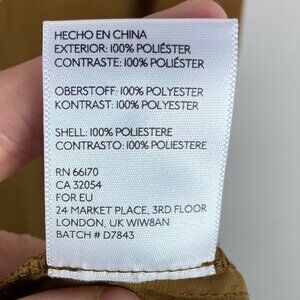 HECHO EN CHINA
EXTERIOR: 100% POLIÉSTER
CONTRASTE: 100% POLIÉSTER
OBERSTOFF: 100% POLYESTER
KONTRAST: 100% POLYESTER
SHELL: 100% POLIESTERE
CONTRASTO: 100% POLIESTERE
RN 66170
CA 32054
FOR EU
24 MARKET PLACE, 3RD FLOOR
LONDON, UK W1W8AN
BATCH # D7843